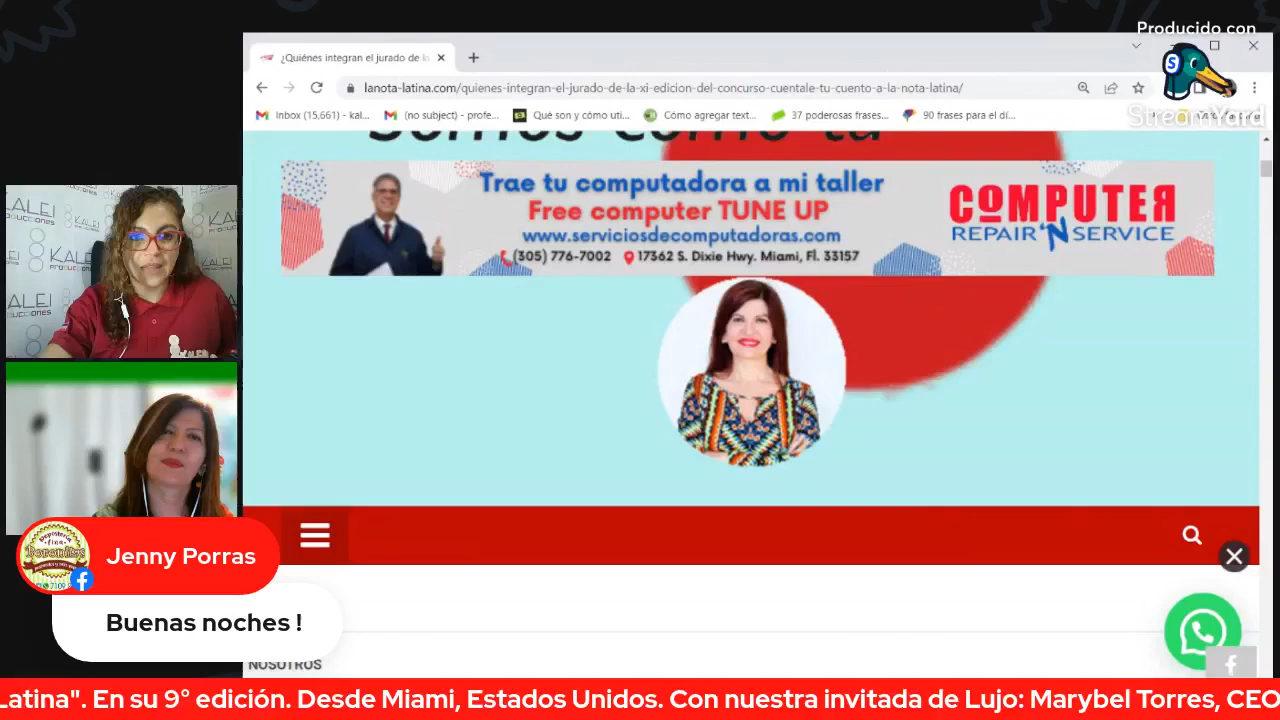 Producido con
StreamYard
¿Quiénes integran el jurado de la
lanota-latina.com/quienes-integran-el-jurado-de-la-xi-edicion-del-concurso-cuentale-tu-cuento-a-la-nota-latina/
Inbox (15,661) - kal...
(no subject) - profe...
Qué son y cómo uti...
Cómo agregar text...
37 poderosas frases...
90 frases para el dí...
Somos como tú
Trae tu computadora a mi taller
Free computer TUNE UP
www.serviciosdecomputadoras.com
(305) 776-7002 17362 S. Dixie Hwy. Miami, Fl. 33157
COMPUTER
REPAIR 'N SERVICE
KALEI
producciones
Jenny Porras
Buenas noches !
NOSOTROS
Latina". En su 9° edición. Desde Miami, Estados Unidos. Con nuestra invitada de Lujo: Marybel Torres, CEO